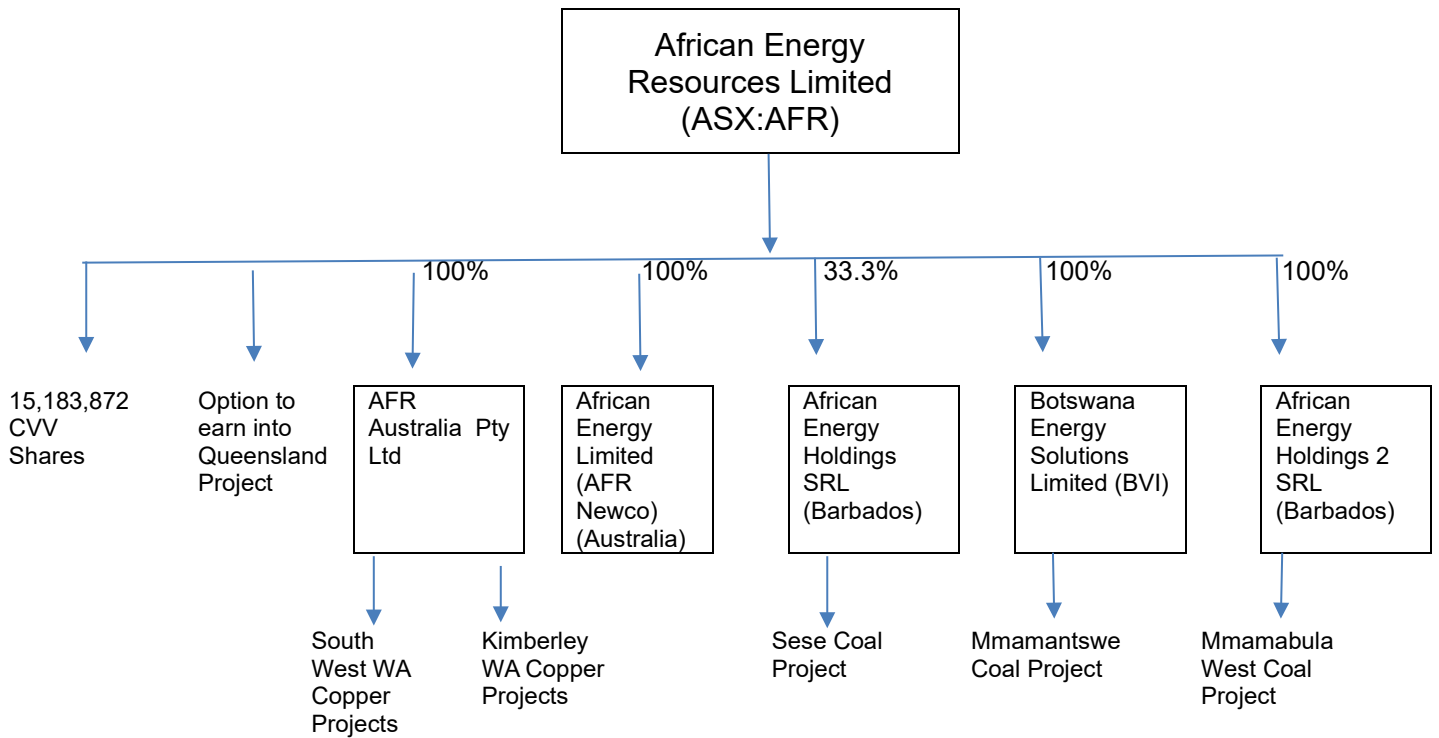 African Energy
Resources Limited
(ASX:AFR)
100%
100%
33.3%
100%
100%
15,183,872
CVV
Shares
Option to
earn into
Queensland
Project
AFR
Australia Pty
Ltd
African
Energy
Limited
(AFR
Newco)
(Australia)
African
Energy
Holdings
SRL
(Barbados)
Botswana
Energy
Solutions
Limited (BVI)
African
Energy
Holdings 2
SRL
(Barbados)
South
West WA
Copper
Projects
Kimberley
WA Copper
Projects
Sese Coal
Project
Mmamantswe
Coal Project
Mmamabula
West Coal
Project